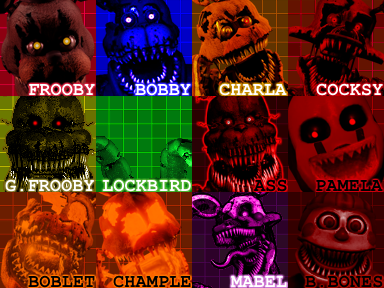 FROOBY BOBBY CHARLA COCKSY
G.FROOBY LOCKBIRD ASS PAMELA
BOBLET CHAMPLE MABEL B.BONES